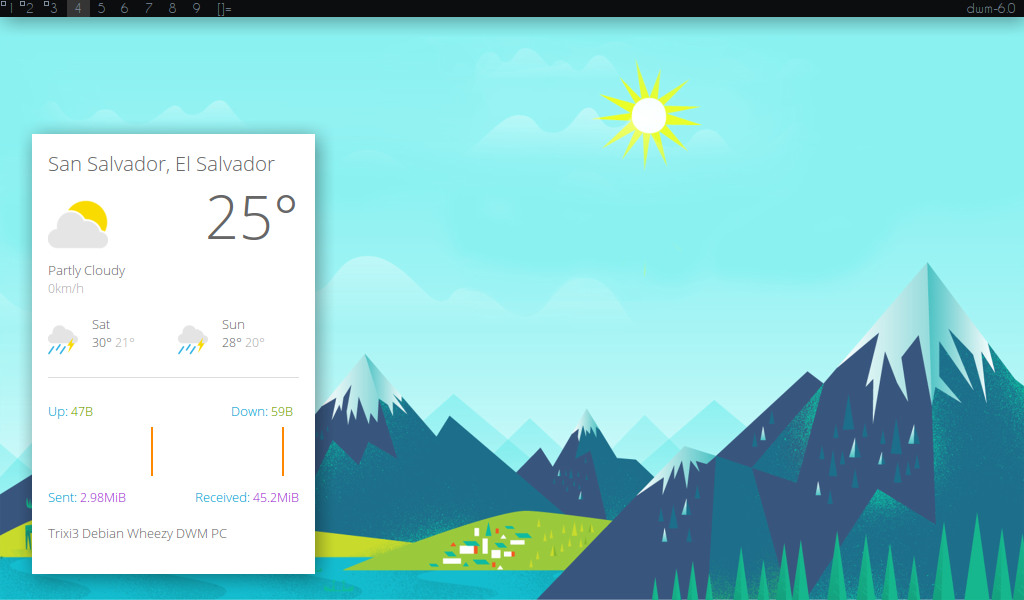 1 2 3 4 5 6 7 8 9 []= dwm-6.0
San Salvador, El Salvador
25°
Partly Cloudy
0km/h
Sat Sun
30° 21° 28° 20°
Up: 47B Down: 59B
Sent: 2.98MiB Received: 45.2MiB
Trixi3 Debian Wheezy DWM PC